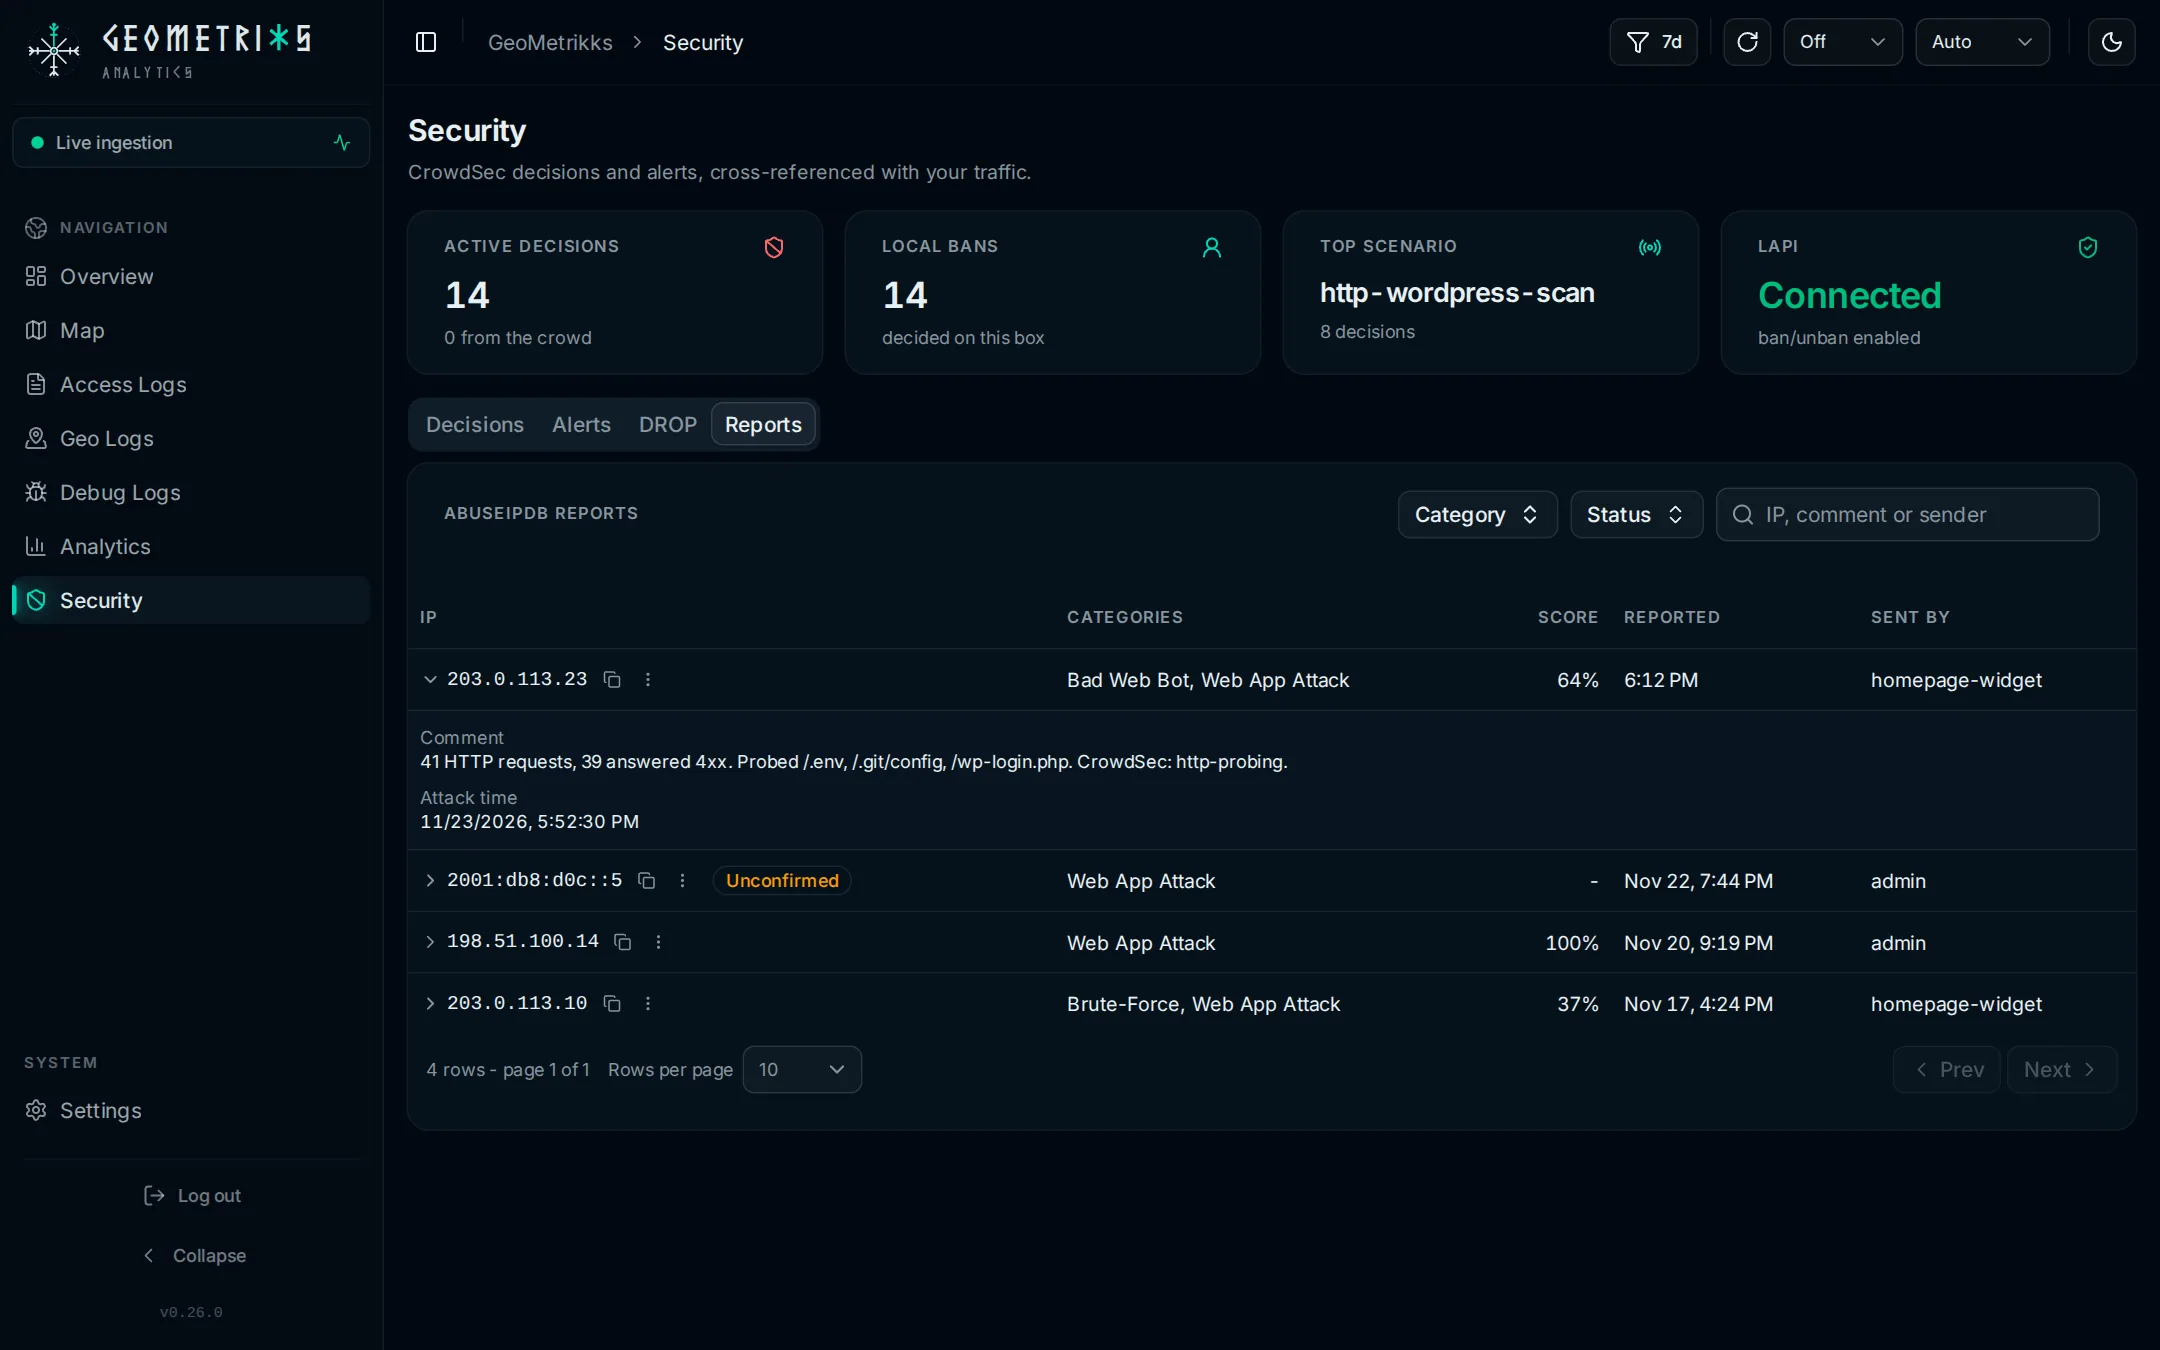 GEOMETRIKS
ANALYTICS
Live ingestion
NAVIGATION
Overview
Map
Access Logs
Geo Logs
Debug Logs
Analytics
Security
SYSTEM
Settings
Log out
Collapse
v0.26.0
GeoMetrikks > Security
7d
Off
Auto
Security
CrowdSec decisions and alerts, cross-referenced with your traffic.
ACTIVE DECISIONS
14
0 from the crowd
LOCAL BANS
14
decided on this box
TOP SCENARIO
http-wordpress-scan
8 decisions
LAPI
Connected
ban/unban enabled
Decisions Alerts DROP Reports
ABUSEIPDB REPORTS
Category
Status
IP, comment or sender
IP CATEGORIES SCORE REPORTED SENT BY
203.0.113.23 Bad Web Bot, Web App Attack 64% 6:12 PM homepage-widget
Comment
41 HTTP requests, 39 answered 4xx. Probed /.env, /.git/config, /wp-login.php. CrowdSec: http-probing.
Attack time
11/23/2026, 5:52:30 PM
2001:db8:d0c::5 Unconfirmed Web App Attack - Nov 22, 7:44 PM admin
198.51.100.14 Web App Attack 100% Nov 20, 9:19 PM admin
203.0.113.10 Brute-Force, Web App Attack 37% Nov 17, 4:24 PM homepage-widget
4 rows - page 1 of 1 Rows per page 10
Prev Next